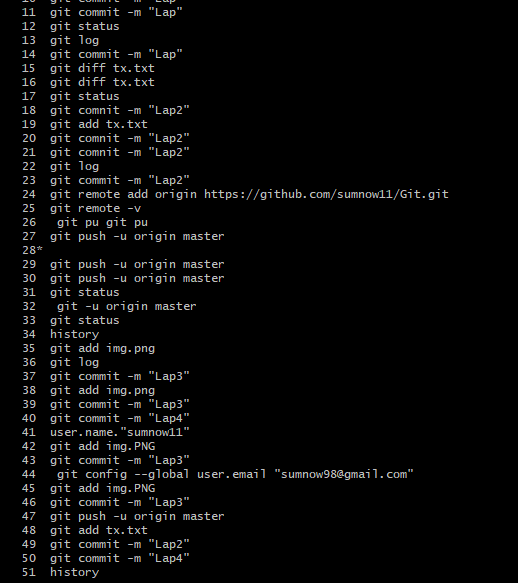 11 git commit -m "Lap"
12 git status
13 git log
14 git commit -m "Lap"
15 git diff tx.txt
16 git diff tx.txt
17 git status
18 git comnit -m "Lap2"
19 git add tx.txt
20 git comnit -m "Lap2"
21 git comnit -m "Lap2"
22 git log
23 git commit -m "Lap2"
24 git remote add origin https://github.com/sumnow11/Git.git
25 git remote -v
26 git pu git pu
27 git push -u origin master
28*
29 git push -u origin master
30 git push -u origin master
31 git status
32 git -u origin master
33 git status
34 history
35 git add img.png
36 git log
37 git commit -m "Lap3"
38 git add img.png
39 git commit -m "Lap3"
40 git commit -m "Lap4"
41 user.name."sumnow11"
42 git add img.PNG
43 git commit -m "Lap3"
44 git config --global user.email "sumnow98@gmail.com"
45 git add img.PNG
46 git commit -m "Lap3"
47 git push -u origin master
48 git add tx.txt
49 git commit -m "Lap2"
50 git commit -m "Lap4"
51 history